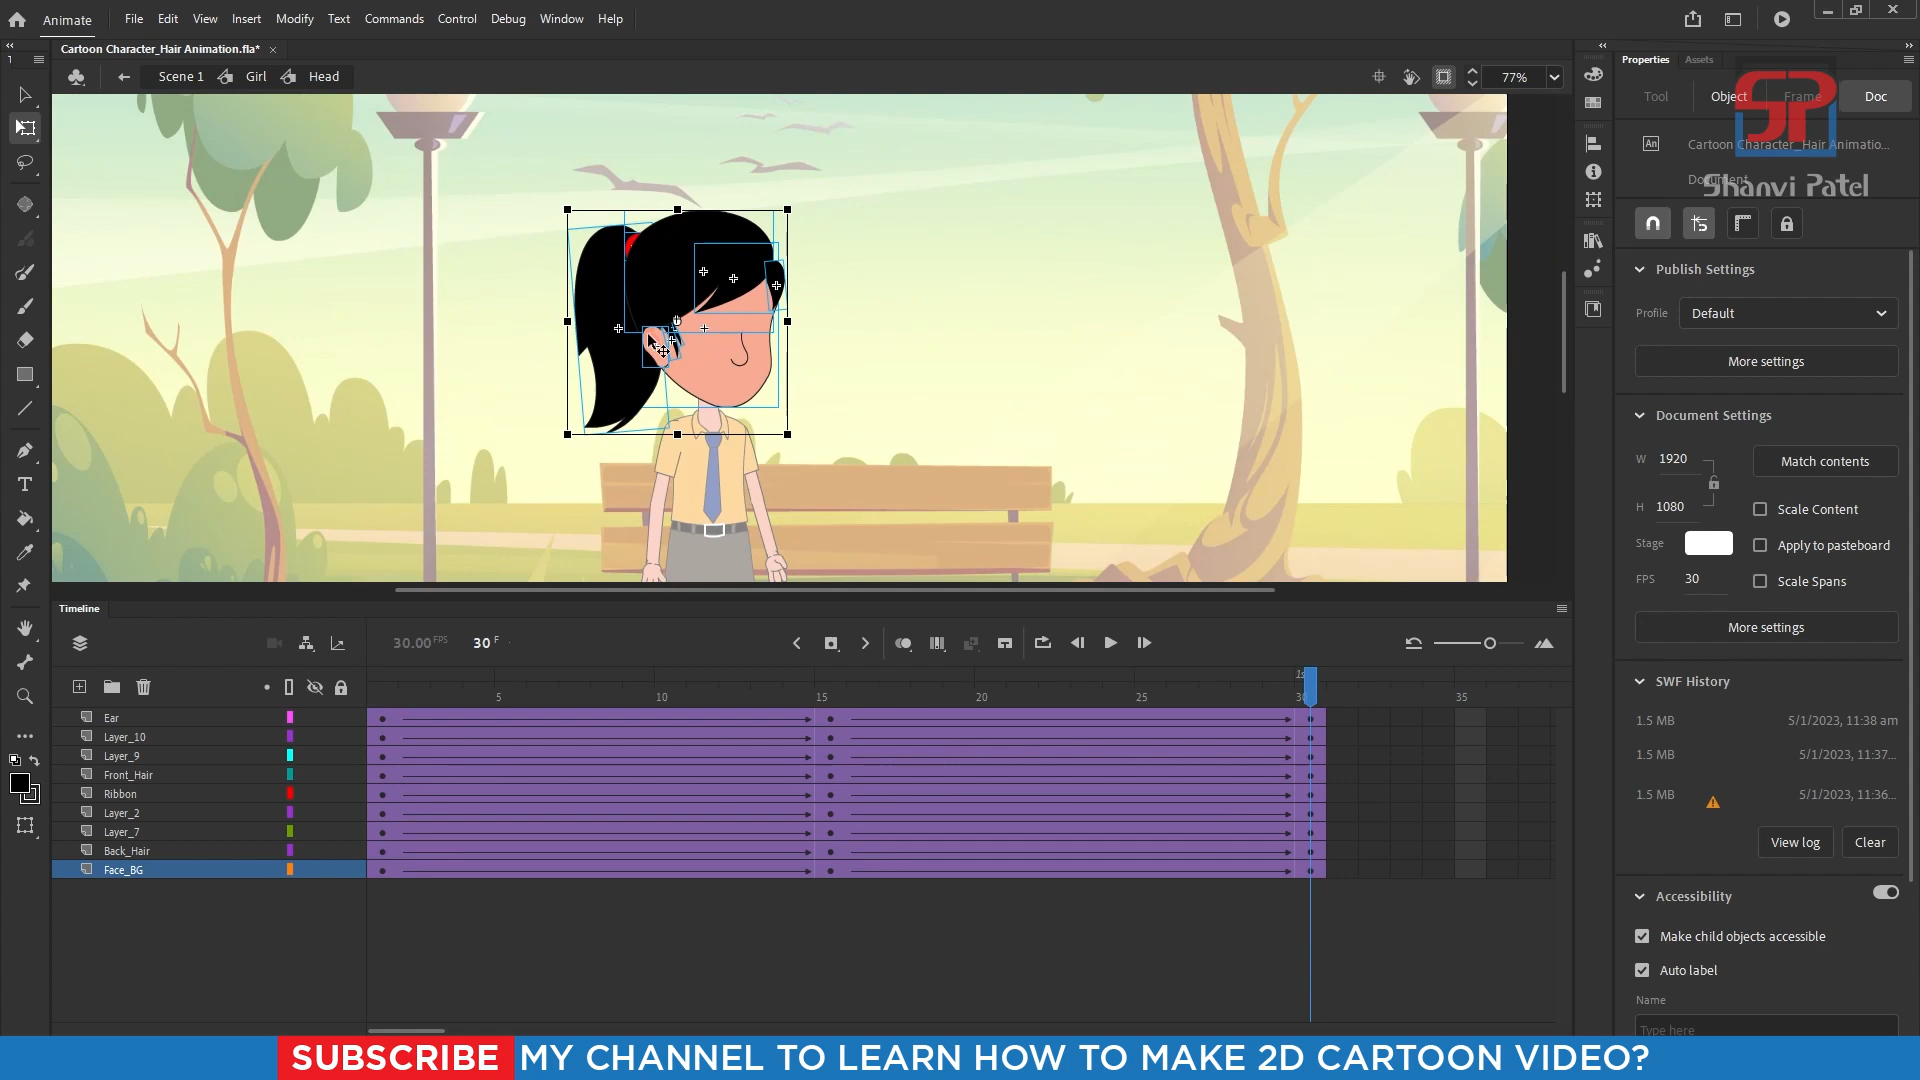 Animate
File Edit View Insert Modify Text Commands Control Debug Window Help
Cartoon Character_Hair Animation.fla*
Scene 1 Girl Head
77%
Properties Assets
Tool Object Frame Doc
An
Cartoon Character_Hair Animatio...
Document
Shanvi Patel
Publish Settings
Profile Default
More settings
Document Settings
W 1920
Match contents
H 1080
Scale Content
Stage
Apply to pasteboard
FPS 30
Scale Spans
More settings
SWF History
1.5 MB 5/1/2023, 11:38 am
1.5 MB 5/1/2023, 11:37...
1.5 MB 5/1/2023, 11:36...
View log Clear
Accessibility
Make child objects accessible
Auto label
Name
Type here
Timeline
30.00 FPS 30 F
1s
5 10 15 20 25 30 35
Ear
Layer_10
Layer_9
Front_Hair
Ribbon
Layer_2
Layer_7
Back_Hair
Face_BG
SUBSCRIBE MY CHANNEL TO LEARN HOW TO MAKE 2D CARTOON VIDEO?